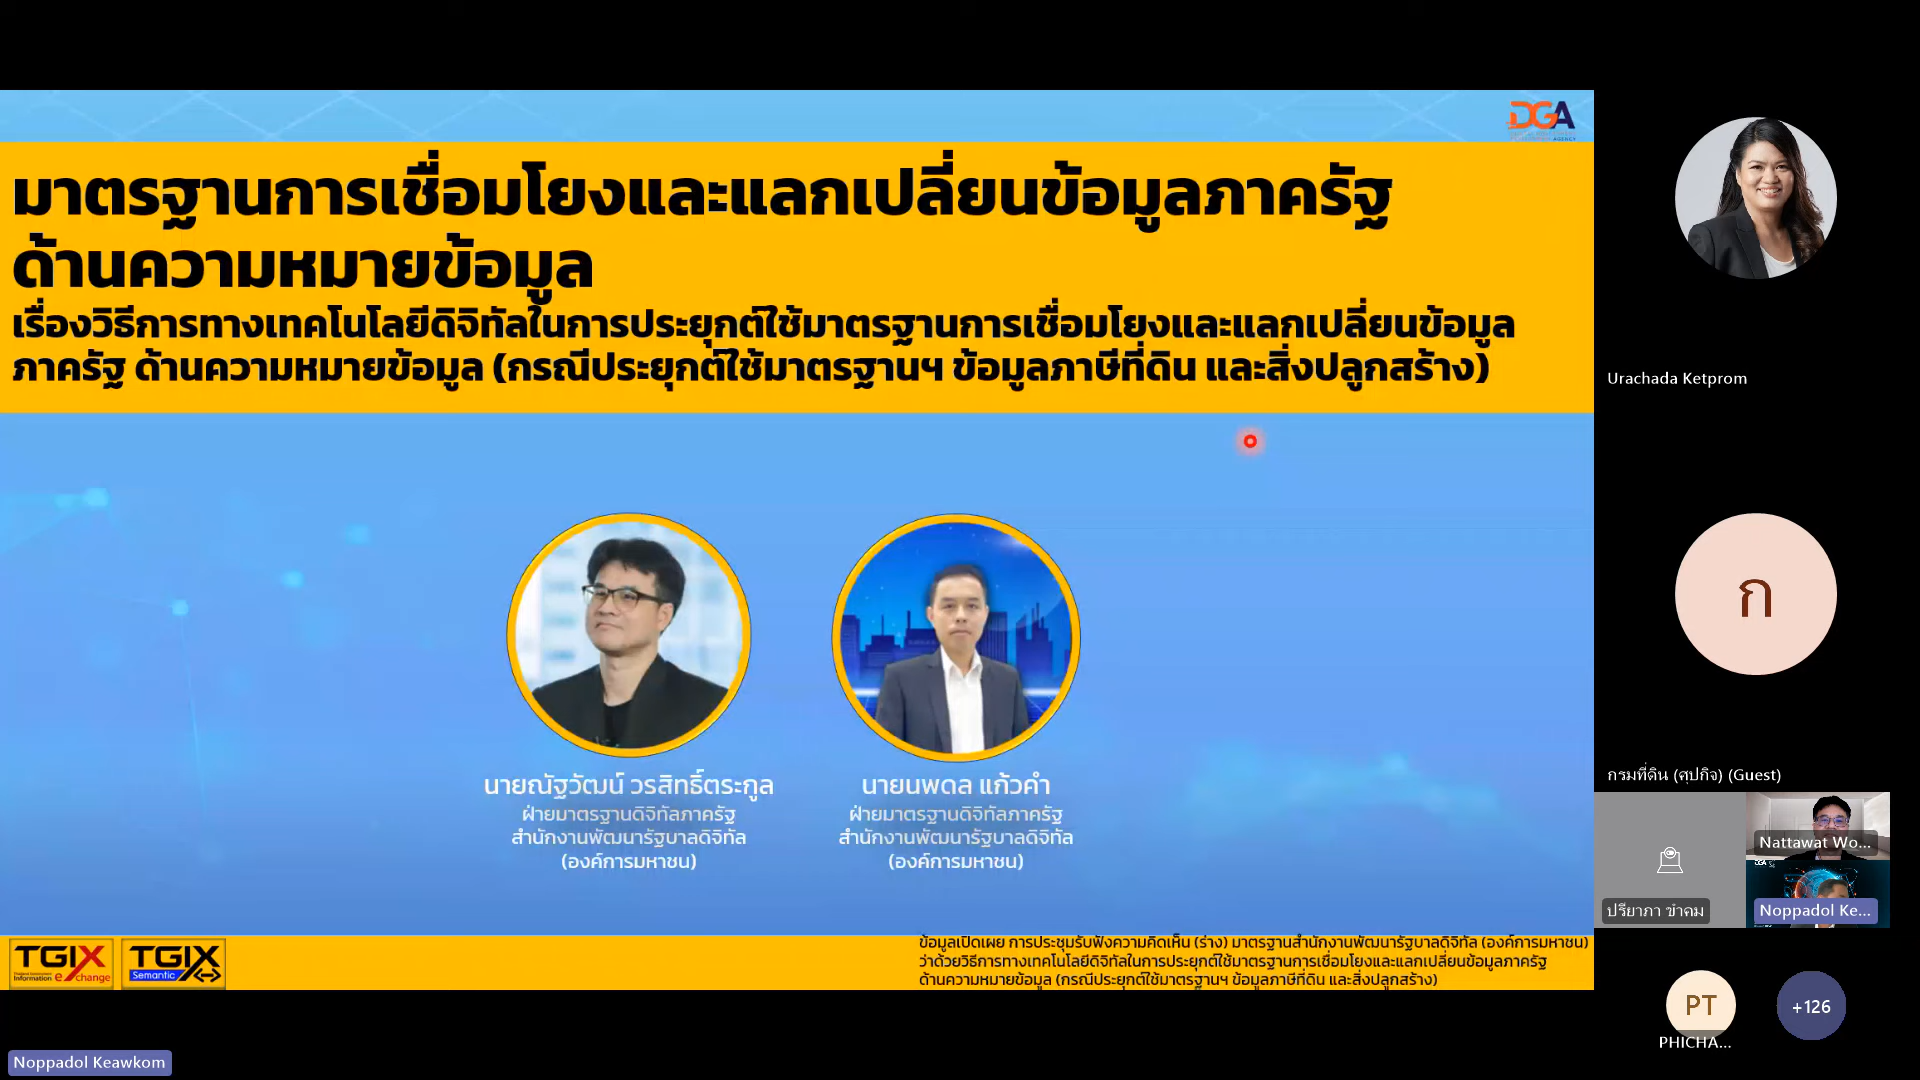 DGA
AGENCY
มาตรฐานการเชื่อมโยงและแลกเปลี่ยนข้อมูลภาครัฐ
ด้านความหมายข้อมูล
เรื่องวิธีการทางเทคโนโลยีดิจิทัลในการประยุกต์ใช้มาตรฐานการเชื่อมโยงและแลกเปลี่ยนข้อมูล
ภาครัฐ ด้านความหมายข้อมูล (กรณีประยุกต์ใช้มาตรฐานฯ ข้อมูลภาษีที่ดิน และสิ่งปลูกสร้าง)
นายณัฐวัฒน์ วรสิทธิ์ตระกูล
ฝ่ายมาตรฐานดิจิทัลภาครัฐ
สำนักงานพัฒนารัฐบาลดิจิทัล
(องค์การมหาชน)
นายนพดล แก้วคำ
ฝ่ายมาตรฐานดิจิทัลภาครัฐ
สำนักงานพัฒนารัฐบาลดิจิทัล
(องค์การมหาชน)
TGIX
Thailand Government
Information eXchange
TGIX
Semantic
ข้อมูลเปิดเผย การประชุมรับฟังความคิดเห็น (ร่าง) มาตรฐานสำนักงานพัฒนารัฐบาลดิจิทัล (องค์การมหาชน)
ว่าด้วยวิธีการทางเทคโนโลยีดิจิทัลในการประยุกต์ใช้มาตรฐานการเชื่อมโยงและแลกเปลี่ยนข้อมูลภาครัฐ
ด้านความหมายข้อมูล (กรณีประยุกต์ใช้มาตรฐานฯ ข้อมูลภาษีที่ดิน และสิ่งปลูกสร้าง)
Noppadol Keawkom
Urachada Ketprom
ก
กรมที่ดิน (ศุปกิจ) (Guest)
ปรียาภา ขำคม
Nattawat Wo...
Noppadol Ke...
PT
PHICHA...
+126